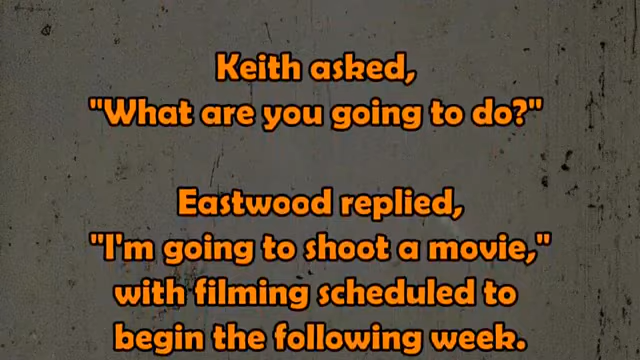 Keith asked,
"What are you going to do?"
Eastwood replied,
"I'm going to shoot a movie,"
with filming scheduled to
begin the following week.